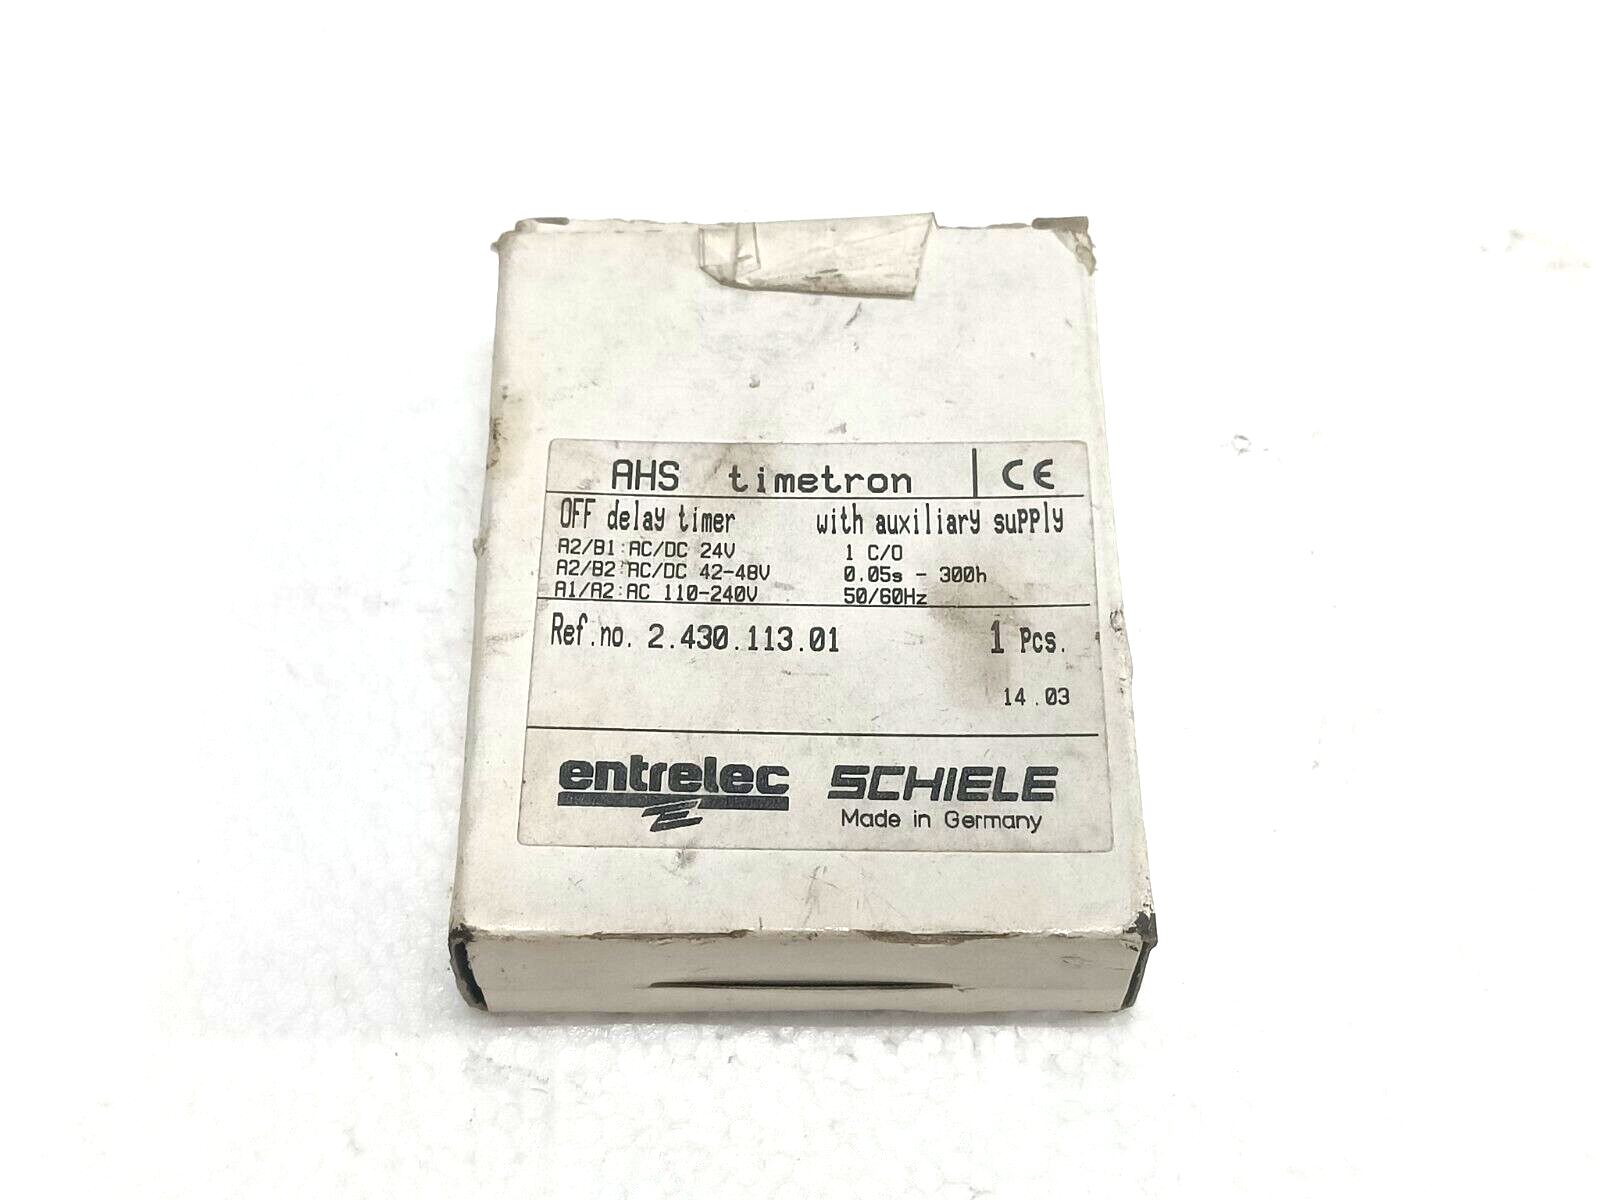 AHS timetron CE
OFF delay timer with auxiliary supply
A2/B1:AC/DC 24V 1 C/O
A2/B2:AC/DC 42-48V 0.05s - 300h
A1/A2:AC 110-240V 50/60Hz
Ref.no. 2.430.113.01 1 Pcs.
14.03
entrelec SCHIELE
Made in Germany